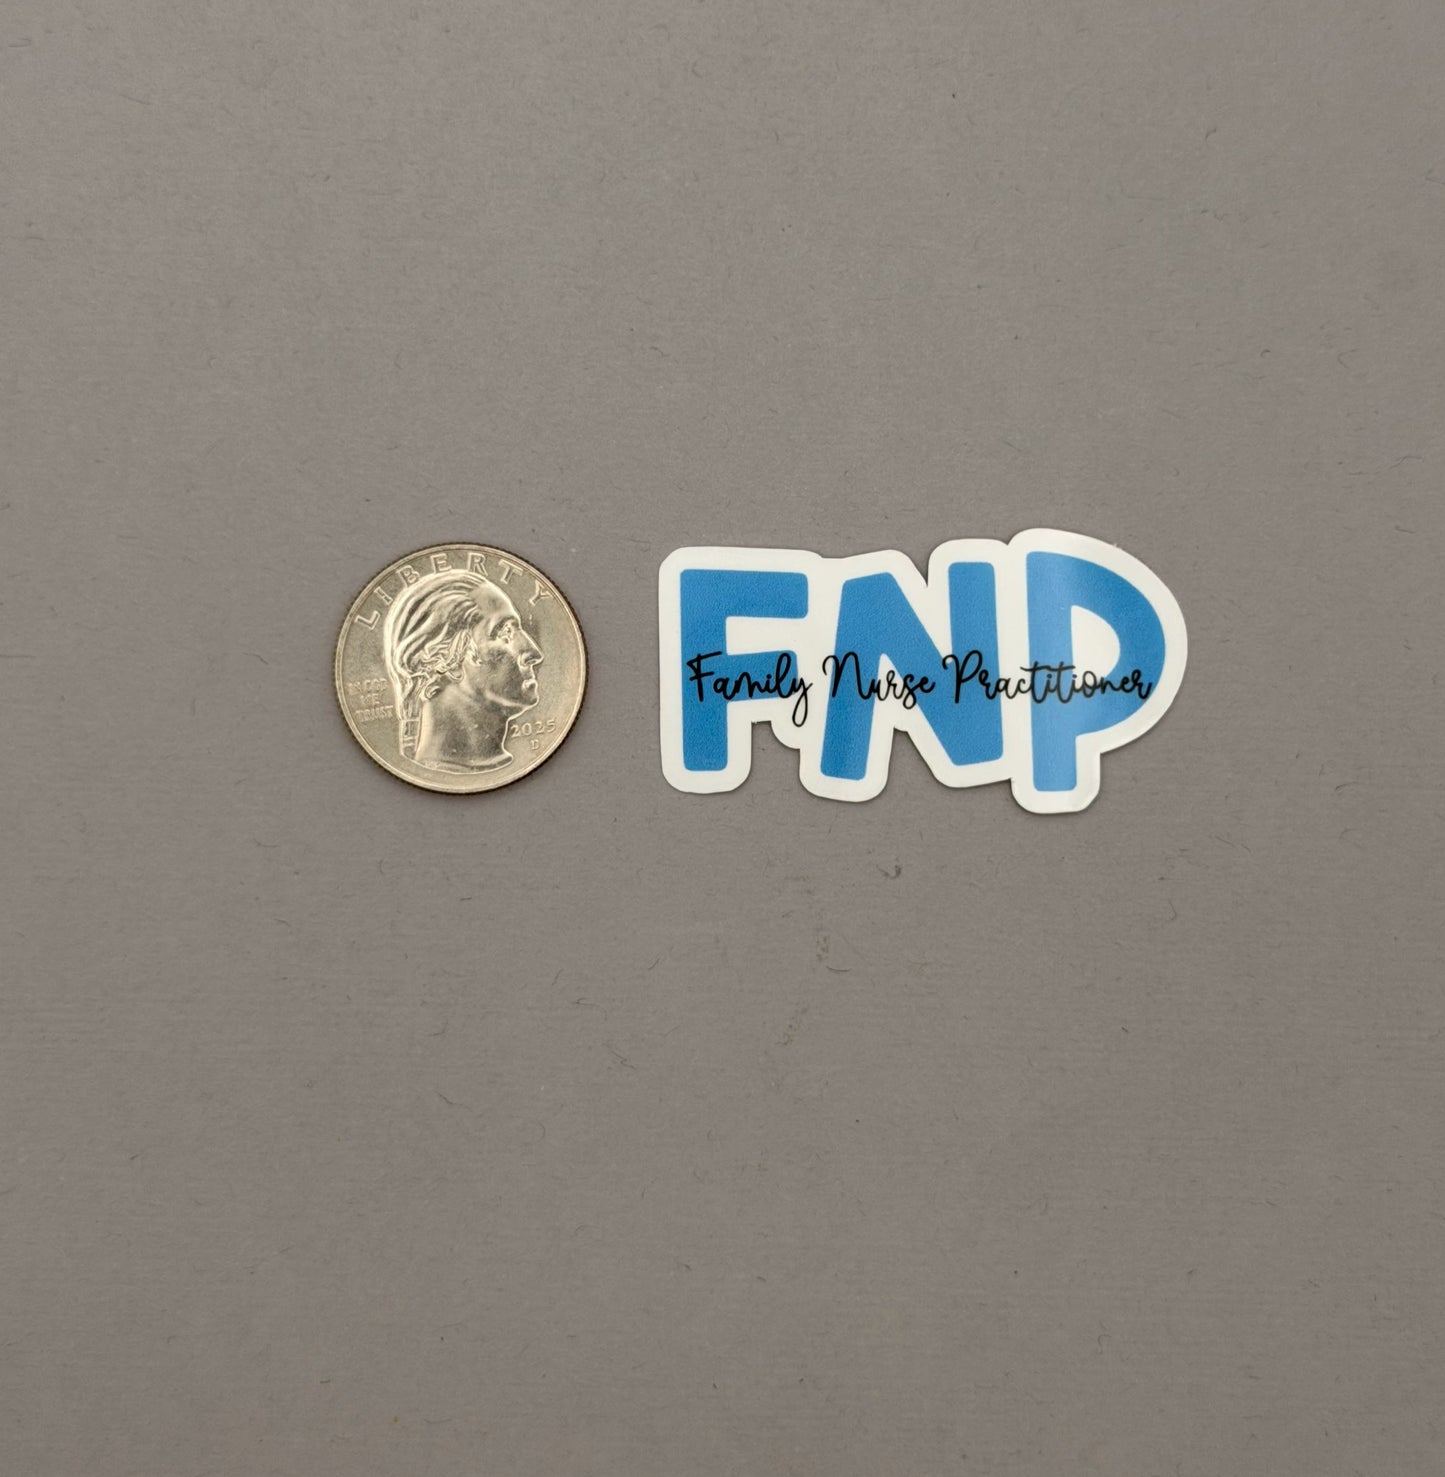 LIBERTY
IN GOD
WE
TRUST
2025
D
FNP
Family Nurse Practitioner